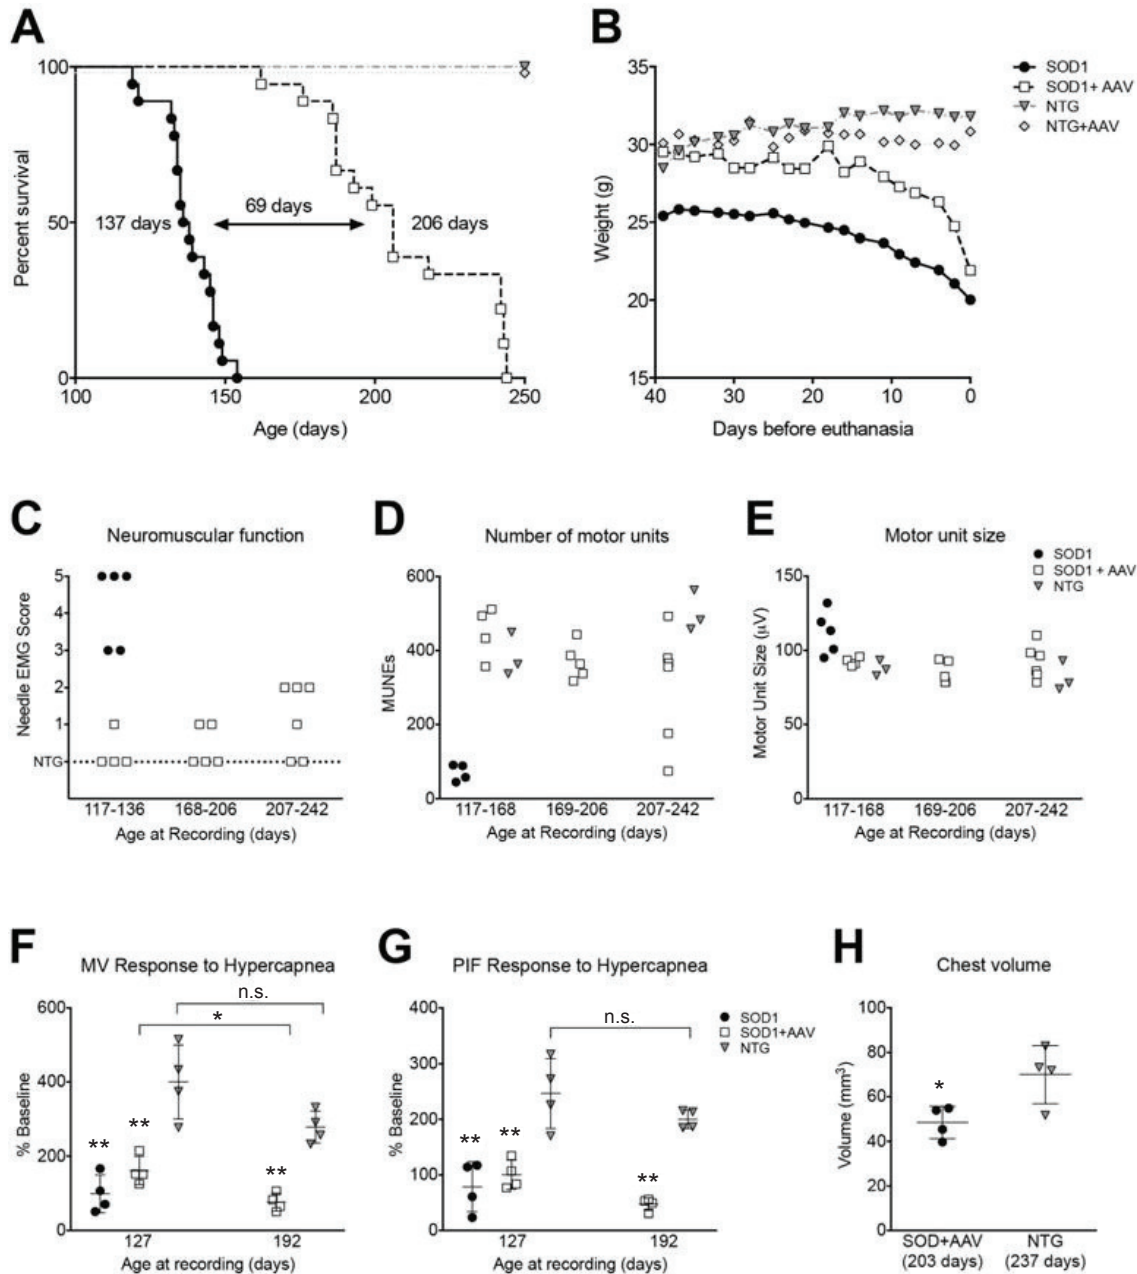 A
B
100
50
0
Percent survival
137 days
69 days
206 days
100
150
200
250
Age (days)
35
30
25
20
15
Weight (g)
40
30
20
10
0
Days before euthanasia
SOD1
SOD1+ AAV
NTG
NTG+AAV
C
Neuromuscular function
Needle EMG Score
5
4
3
2
1
NTG
117-136
168-206
207-242
Age at Recording (days)
D
Number of motor units
MUNEs
600
400
200
0
117-168
169-206
207-242
Age at Recording (days)
E
Motor unit size
Motor Unit Size (μV)
150
100
50
0
117-168
169-206
207-242
Age at Recording (days)
SOD1
SOD1 + AAV
NTG
F
MV Response to Hypercapnea
n.s.
*
% Baseline
600
400
200
0
**
**
**
127
192
Age at recording (days)
G
PIF Response to Hypercapnea
n.s.
% Baseline
400
300
200
100
0
**
**
**
127
192
Age at recording (days)
SOD1
SOD1+AAV
NTG
H
Chest volume
Volume (mm³)
100
80
60
40
20
0
*
SOD+AAV
(203 days)
NTG
(237 days)